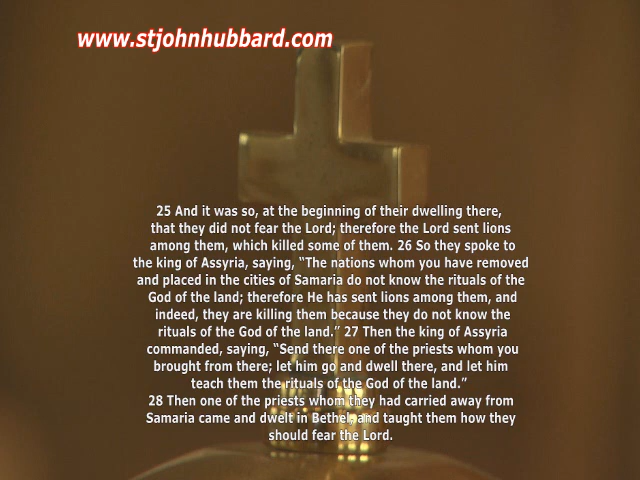 www.stjohnhubbard.com
25 And it was so, at the beginning of their dwelling there,
that they did not fear the Lord; therefore the Lord sent lions
among them, which killed some of them. 26 So they spoke to
the king of Assyria, saying, “The nations whom you have removed
and placed in the cities of Samaria do not know the rituals of the
God of the land; therefore He has sent lions among them, and
indeed, they are killing them because they do not know the
rituals of the God of the land.” 27 Then the king of Assyria
commanded, saying, “Send there one of the priests whom you
brought from there; let him go and dwell there, and let him
teach them the rituals of the God of the land.”
28 Then one of the priests whom they had carried away from
Samaria came and dwelt in Bethel, and taught them how they
should fear the Lord.